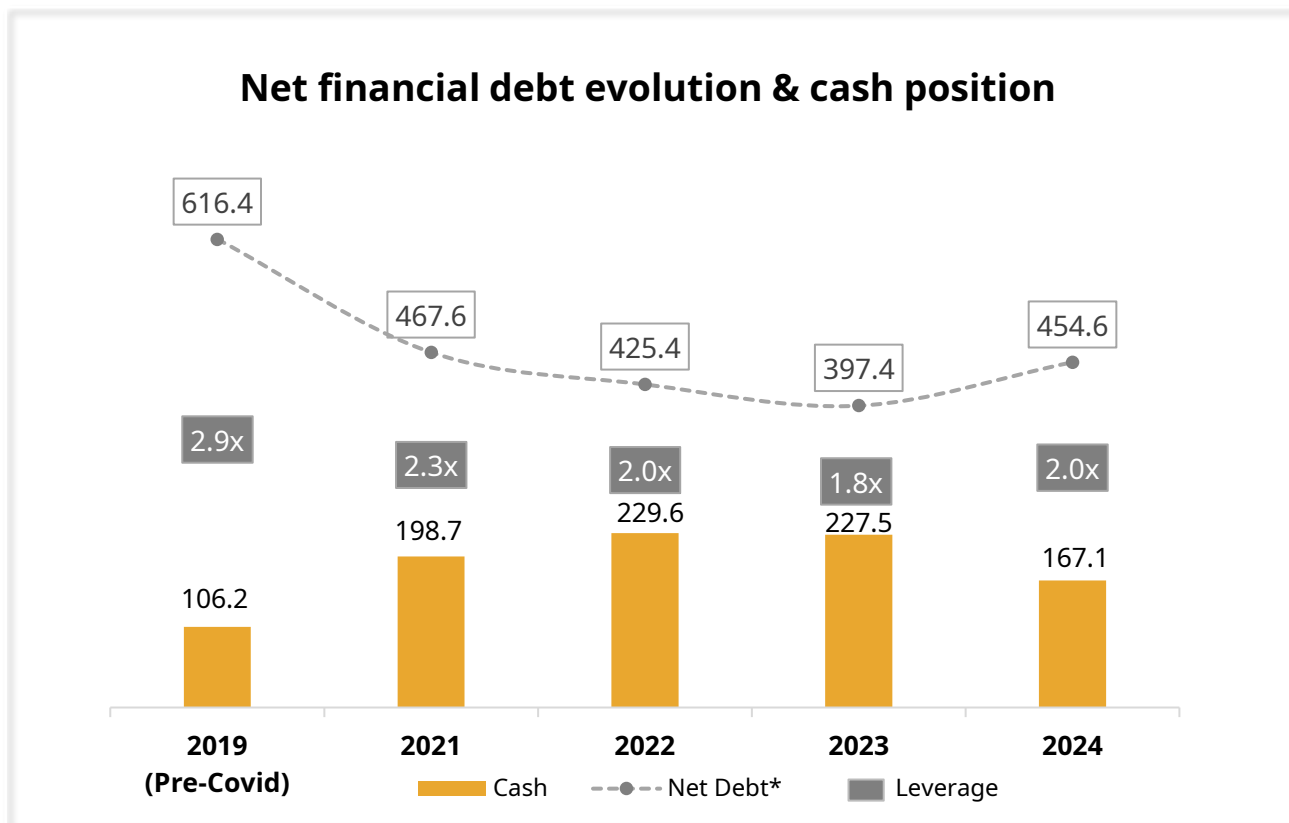 Net financial debt evolution & cash position
616.4
467.6
425.4
397.4
454.6
2.9x
2.3x
2.0x
1.8x
2.0x
106.2
198.7
229.6
227.5
167.1
2019
(Pre-Covid)
2021
2022
2023
2024
Cash
Net Debt*
Leverage